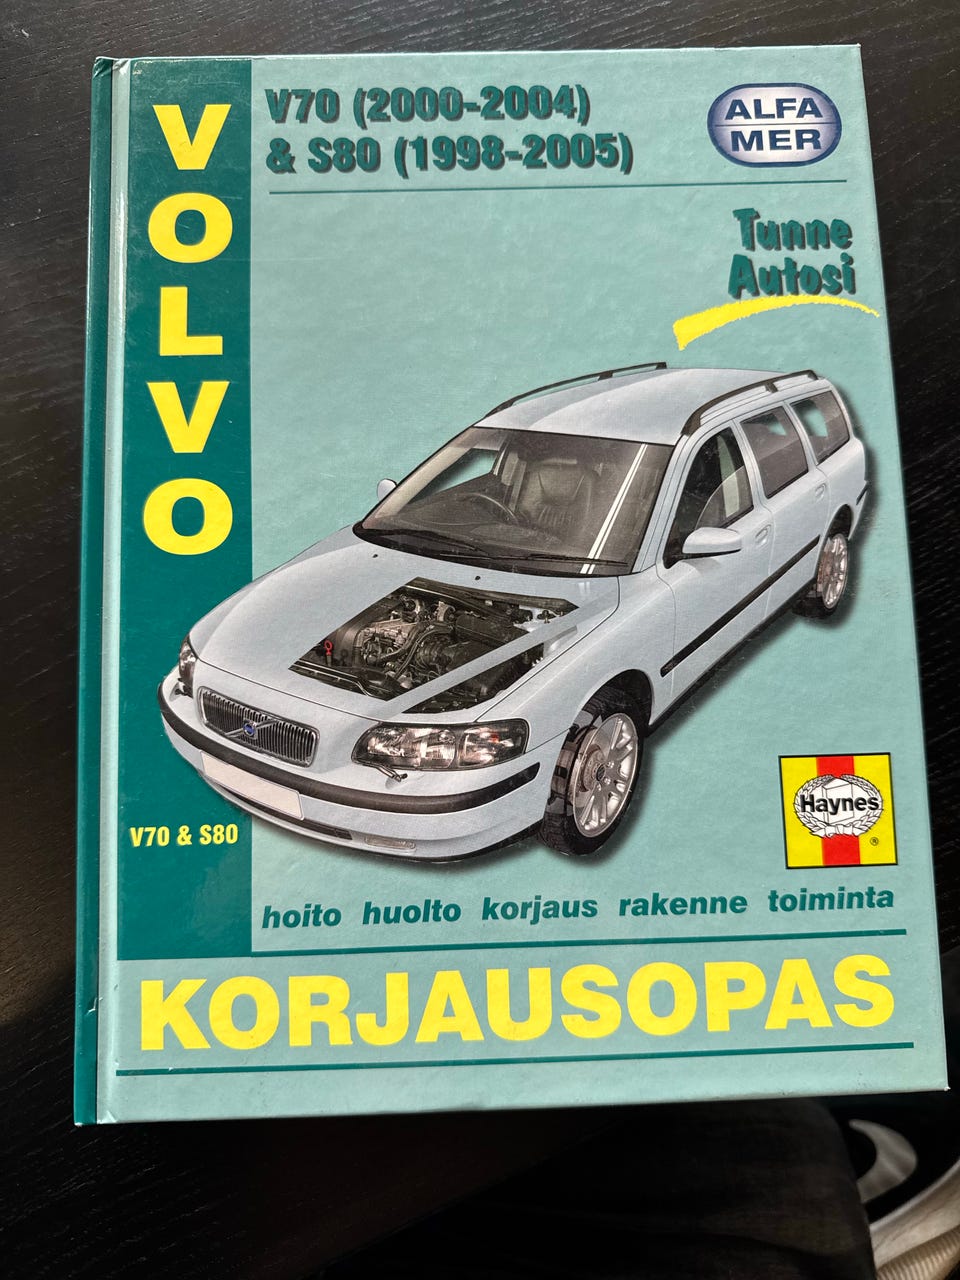 VOLVO
V70 (2000-2004)
& S80 (1998-2005)
ALFA
MER
Tunne
Autosi
V70 & S80
Haynes
®
hoito huolto korjaus rakenne toiminta
KORJAUSOPAS